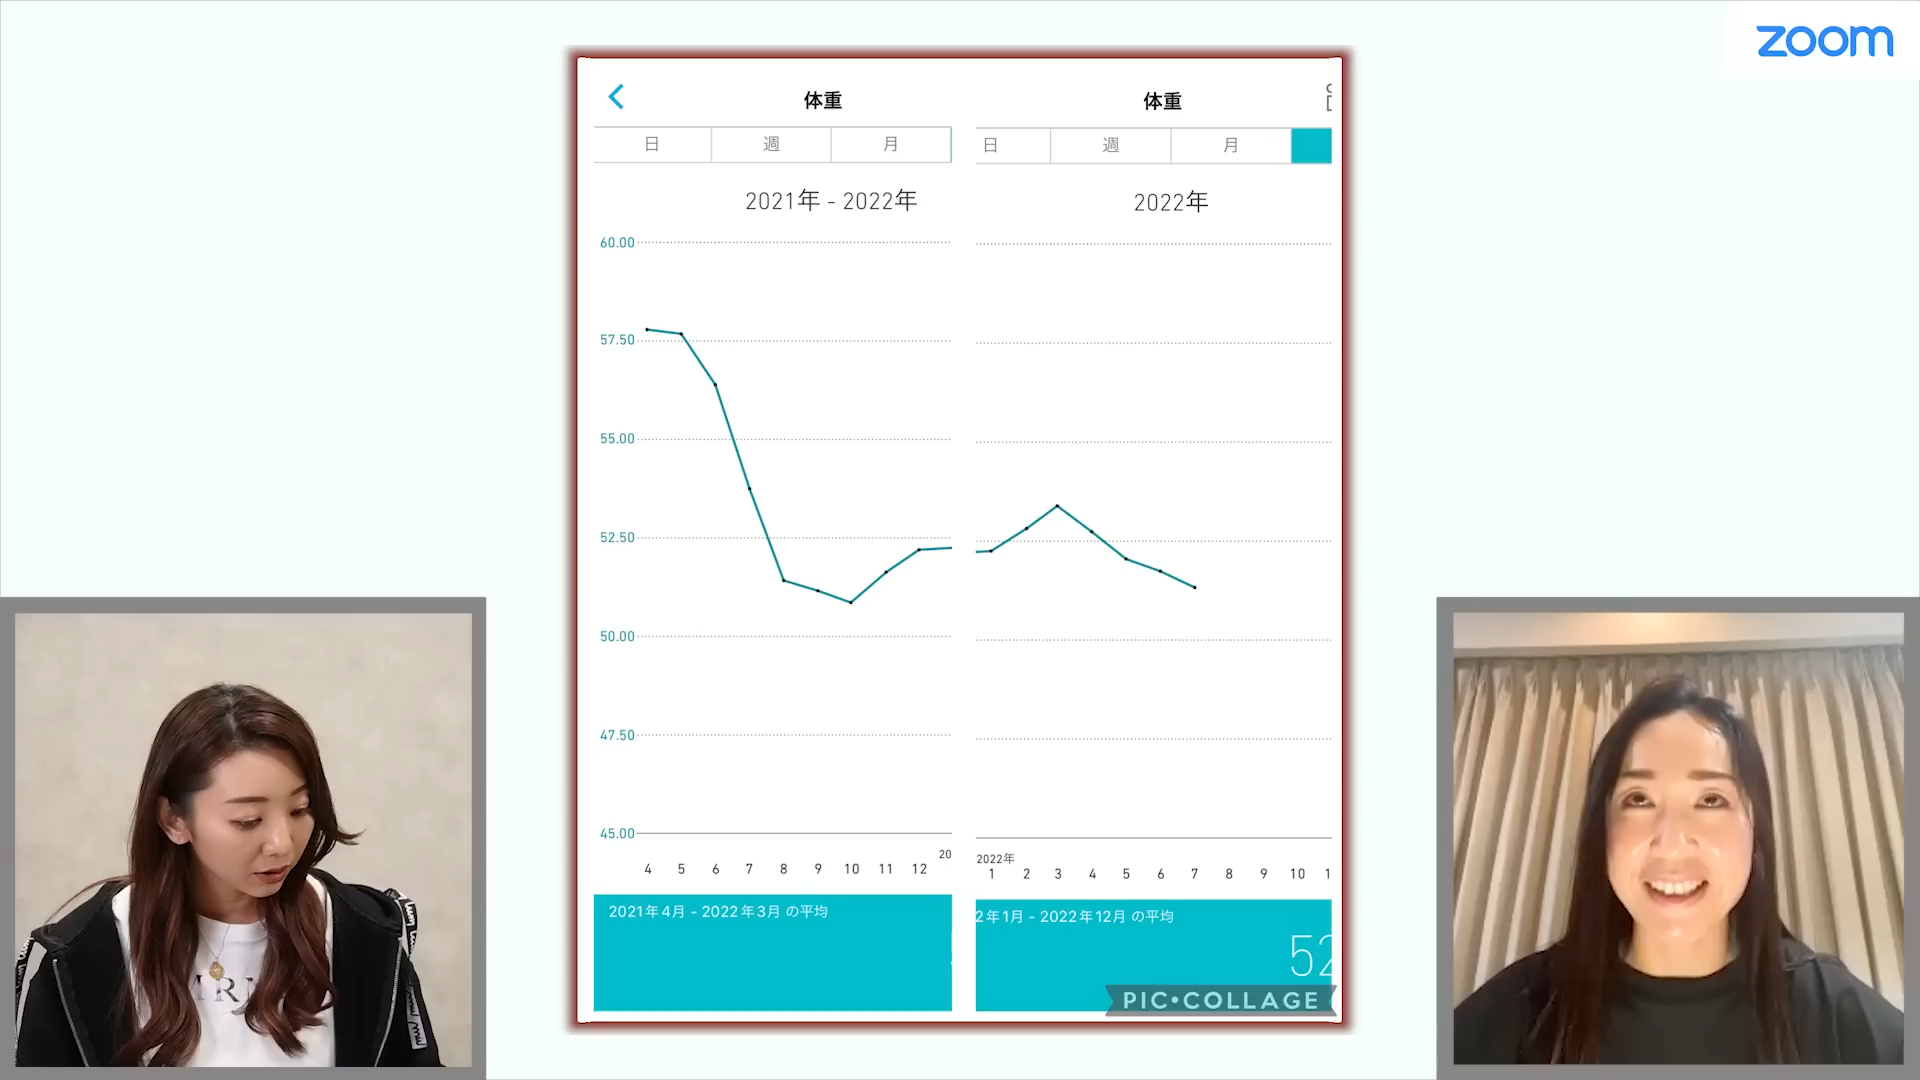 zoom
体重
日 週 月
2021年 - 2022年
60.00
57.50
55.00
52.50
50.00
47.50
45.00
20
4 5 6 7 8 9 10 11 12
2021年4月 - 2022年3月 の平均
体重
日 週 月
2022年
2022年
1 2 3 4 5 6 7 8 9 10 1
2年1月 - 2022年12月 の平均
52
PIC•COLLAGE